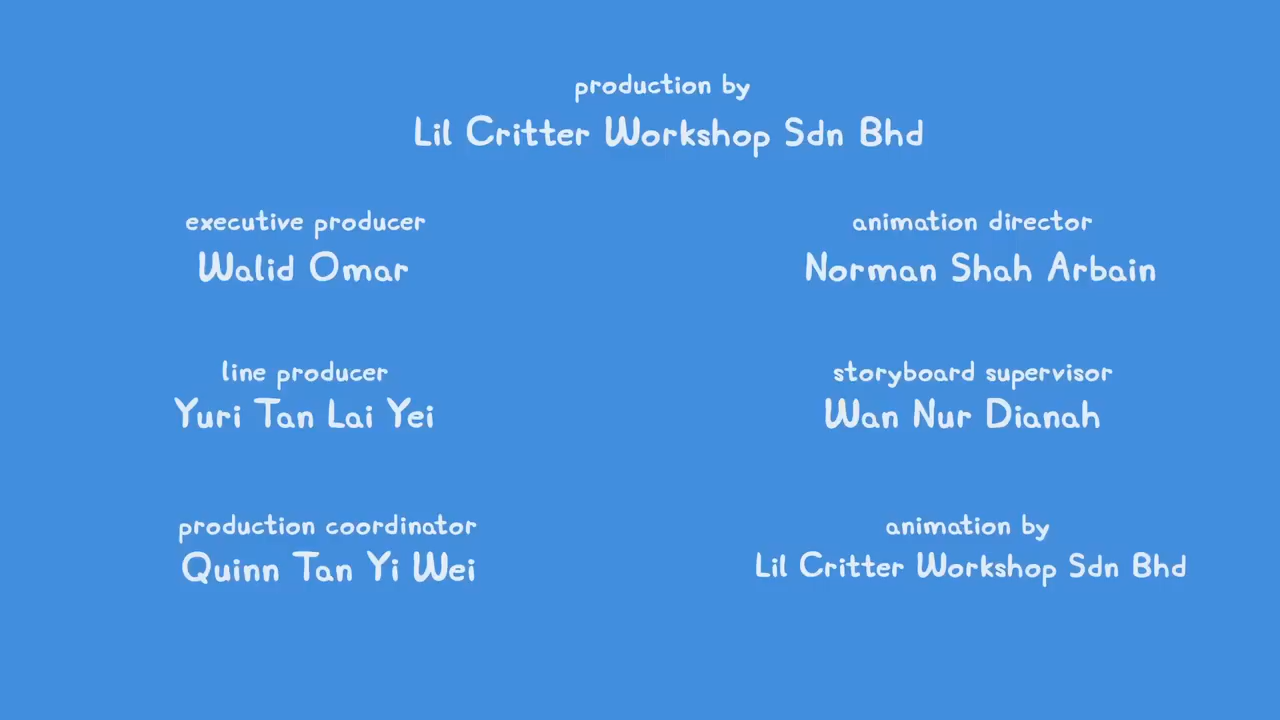 production by
Lil Critter Workshop Sdn Bhd
executive producer
Walid Omar
animation director
Norman Shah Arbain
line producer
Yuri Tan Lai Yei
storyboard supervisor
Wan Nur Dianah
production coordinator
Quinn Tan Yi Wei
animation by
Lil Critter Workshop Sdn Bhd